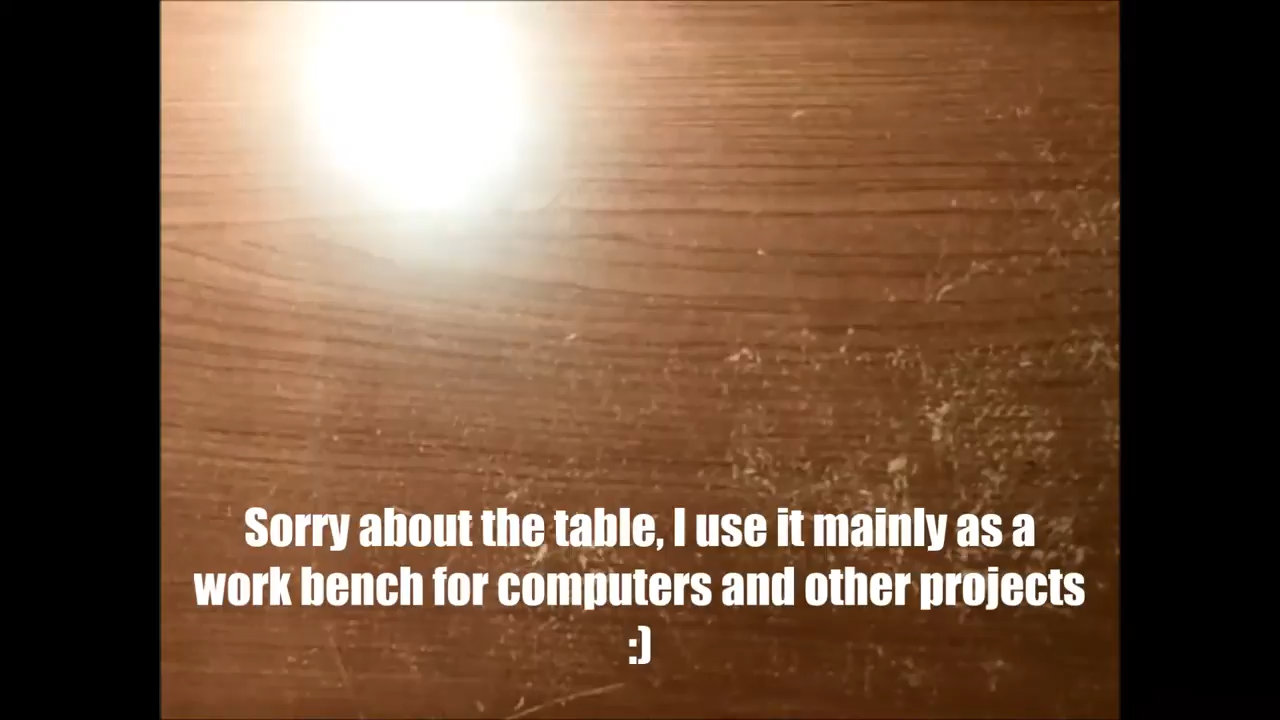 Sorry about the table, I use it mainly as a
work bench for computers and other projects
:)